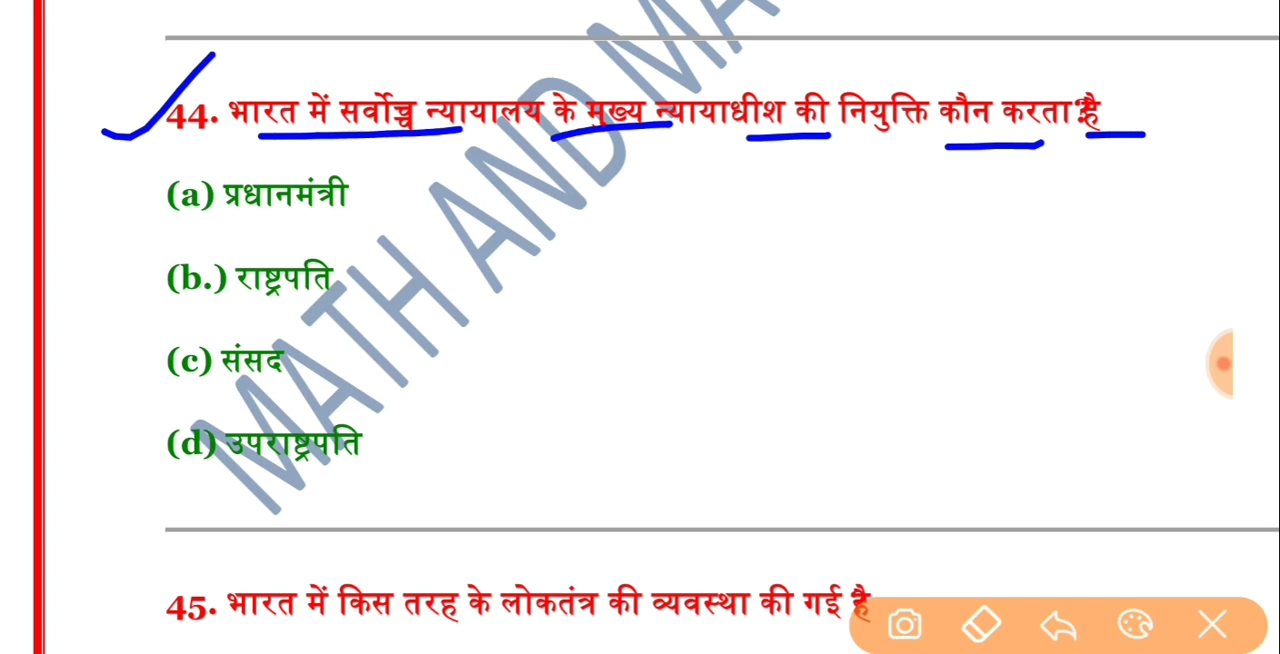 44. भारत में सर्वोच्च न्यायालय के मुख्य न्यायाधीश की नियुक्ति कौन करता है?
(a) प्रधानमंत्री
(b.) राष्ट्रपति
(c) संसद
(d) उपराष्ट्रपति
45. भारत में किस तरह के लोकतंत्र की व्यवस्था की गई है
MATH AND MA